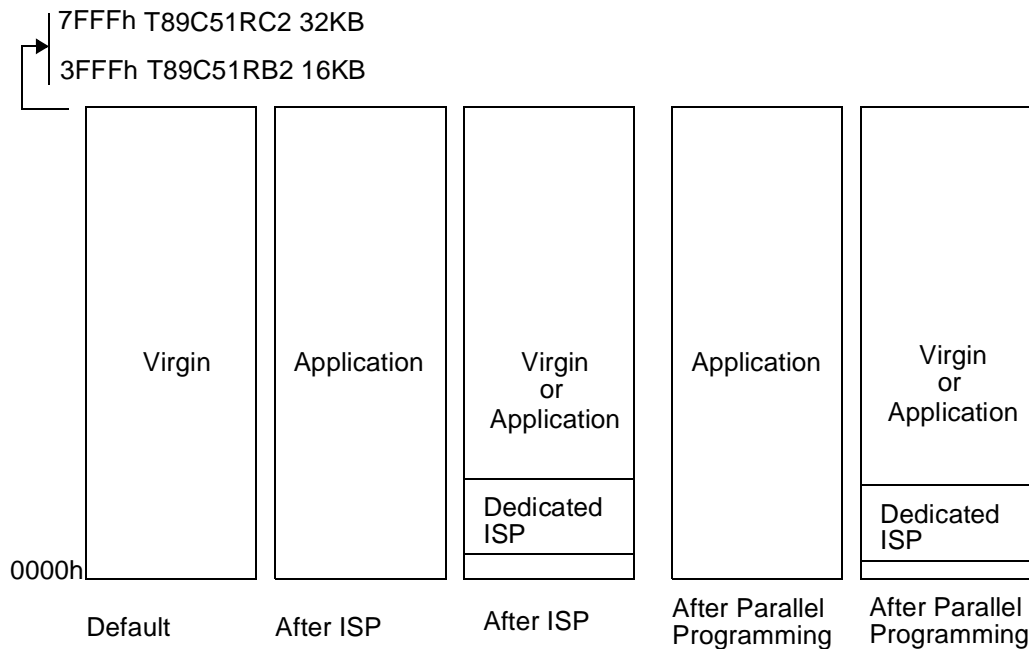 7FFFh T89C51RC2 32KB
3FFFh T89C51RB2 16KB
Virgin
Application
Virgin
or
Application
Application
Virgin
or
Application
Dedicated
ISP
Dedicated
ISP
0000h
Default
After ISP
After ISP
After Parallel
Programming
After Parallel
Programming